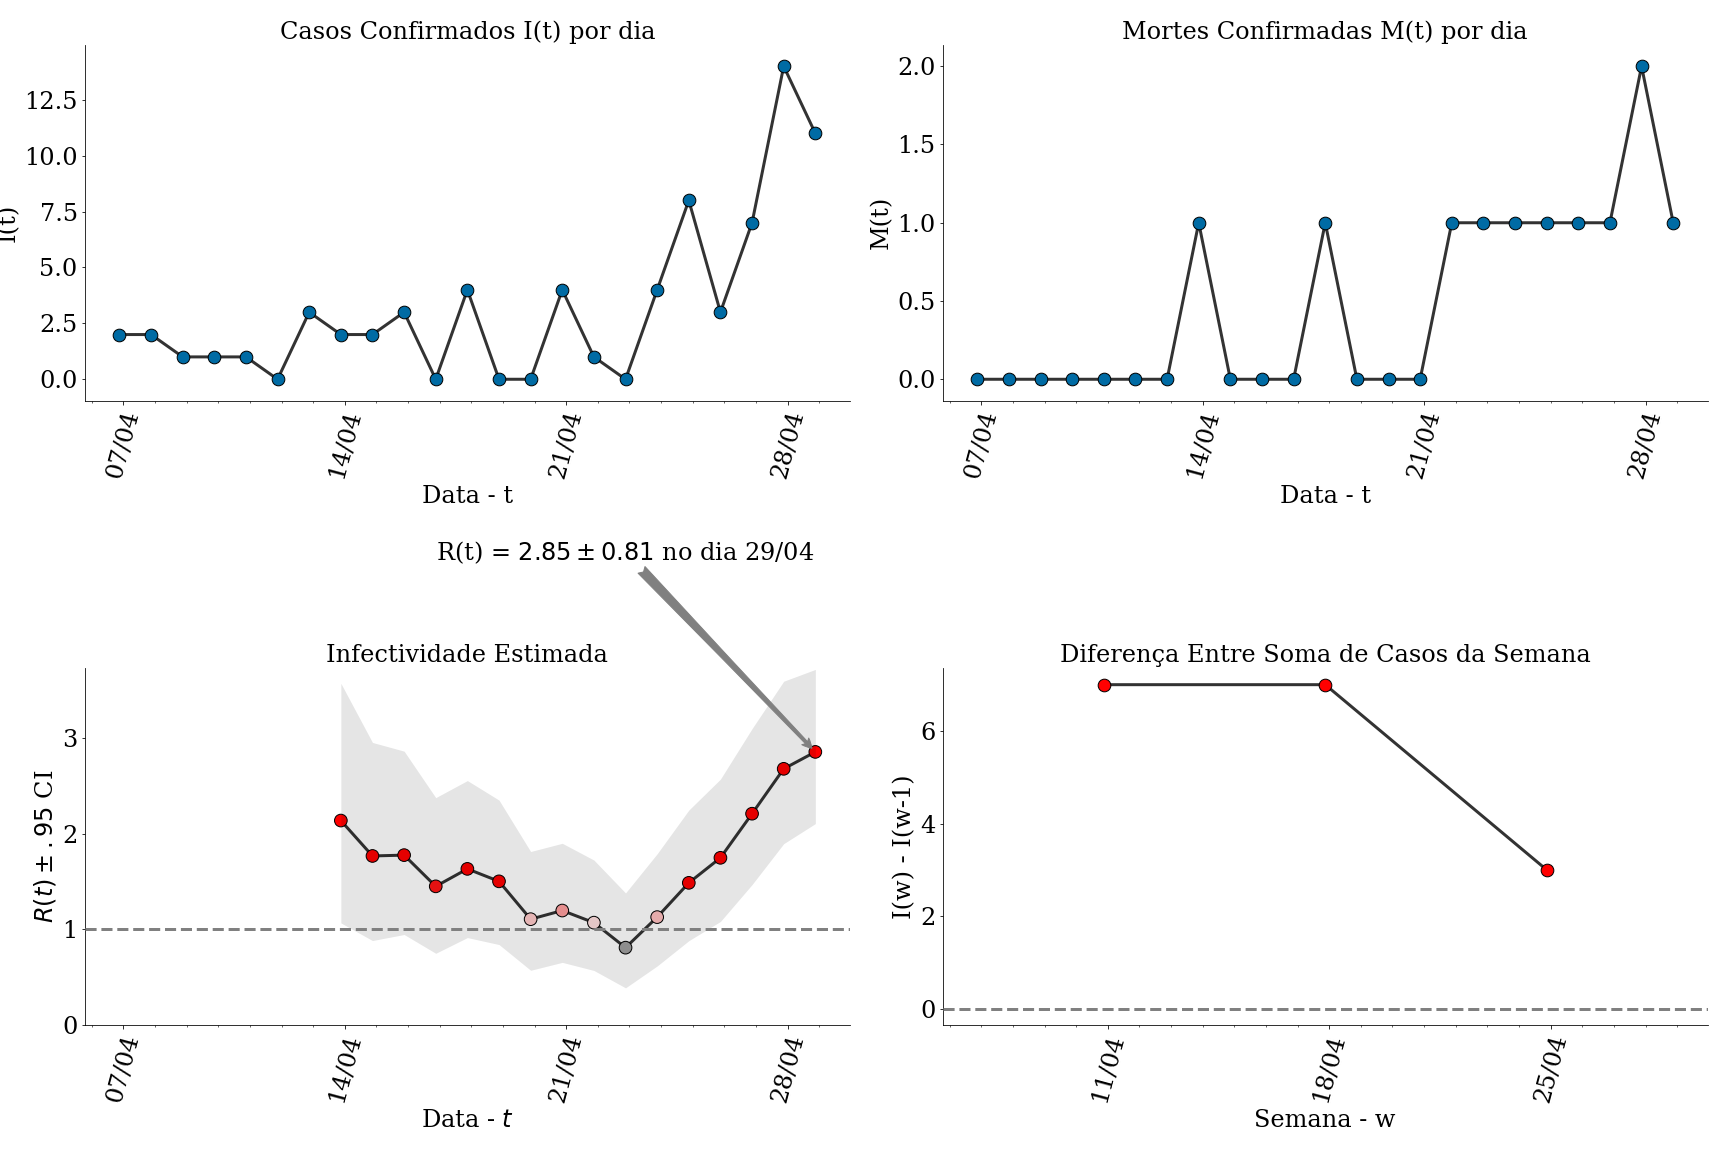 Casos Confirmados I(t) por dia
I(t)
12.5
10.0
7.5
5.0
2.5
0.0
07/04
14/04
21/04
28/04
Data - t
Mortes Confirmadas M(t) por dia
M(t)
2.0
1.5
1.0
0.5
0.0
07/04
14/04
21/04
28/04
Data - t
R(t) = 2.85 ± 0.81 no dia 29/04
Infectividade Estimada
R(t) ± .95 CI
3
2
1
0
07/04
14/04
21/04
28/04
Data - t
Diferença Entre Soma de Casos da Semana
I(w) - I(w-1)
6
4
2
0
11/04
18/04
25/04
Semana - w